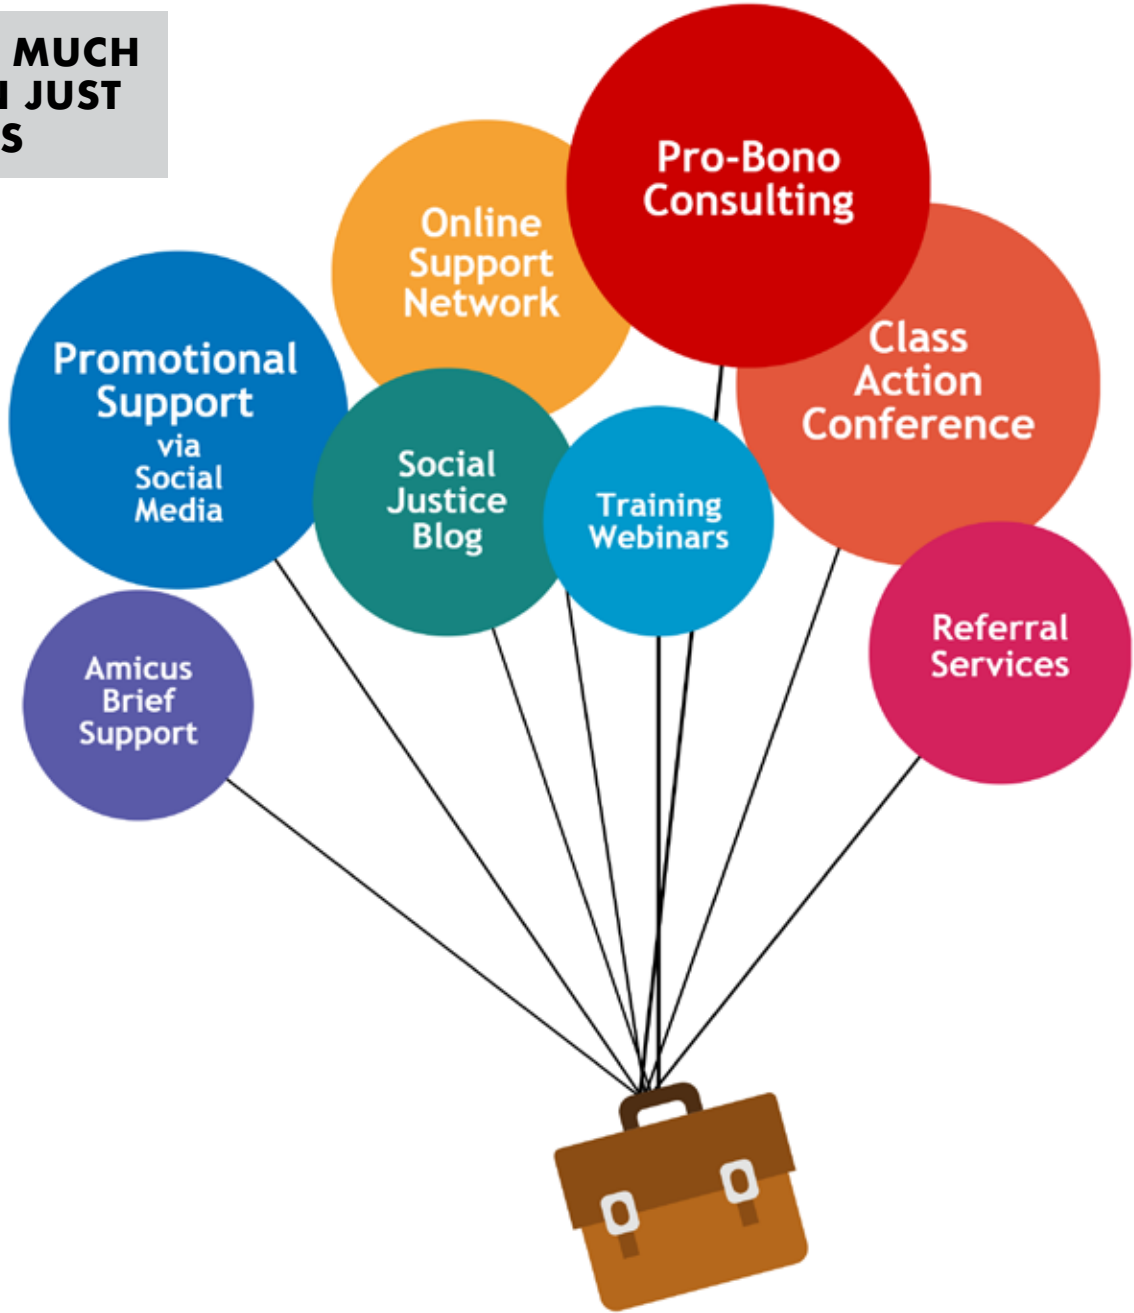 MUCH
JUST
Pro-Bono
Consulting
Online
Support
Network
Class
Action
Conference
Promotional
Support
via
Social
Media
Social
Justice
Blog
Training
Webinars
Referral
Services
Amicus
Brief
Support